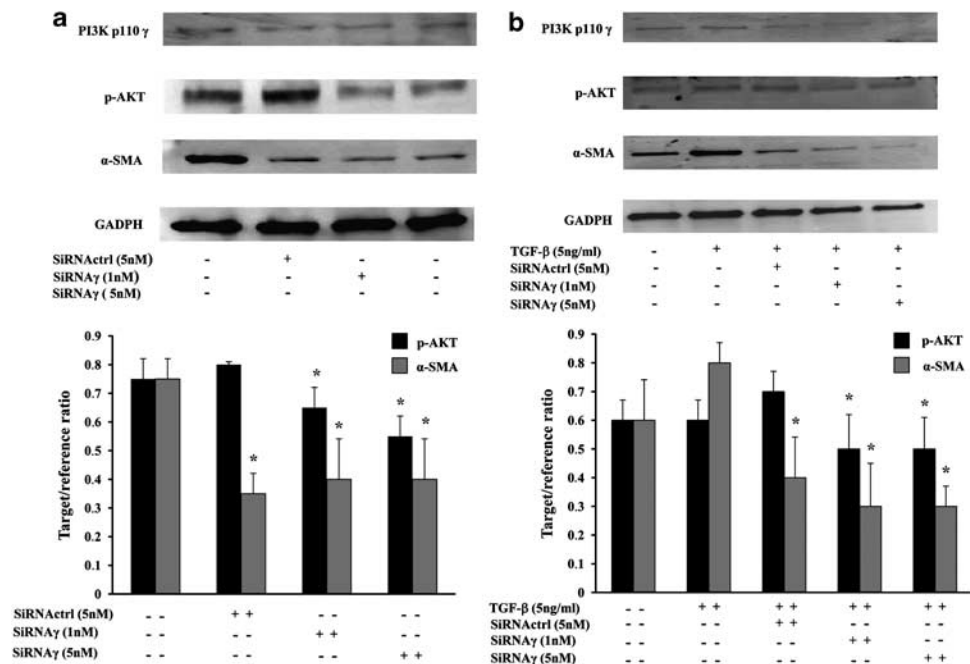 a
PI3K p110 γ
p-AKT
α-SMA
GADPH
SiRNActrl (5nM) - + - -
SiRNAγ (1nM) - - + -
SiRNAγ ( 5nM) - - - -
p-AKT
α-SMA
Target/reference ratio
0.9
0.8
0.7
0.6
0.5
0.4
0.3
0.2
0.1
0
*
* *
* *
SiRNActrl (5nM) -- ++ -- --
SiRNAγ (1nM) -- -- ++ --
SiRNAγ (5nM) -- -- -- ++
b
PI3K p110 γ
p-AKT
α-SMA
GADPH
TGF-β (5ng/ml) - + + + +
SiRNActrl (5nM) - - + - -
SiRNAγ (1nM) - - - + -
SiRNAγ (5nM) - - - - +
p-AKT
α-SMA
Target/reference ratio
0.9
0.8
0.7
0.6
0.5
0.4
0.3
0.2
0.1
0
*
* *
* *
TGF-β (5ng/ml) -- ++ ++ ++ ++
SiRNActrl (5nM) -- -- ++ -- --
SiRNAγ (1nM) -- -- -- ++ --
SiRNAγ (5nM) -- -- -- -- ++